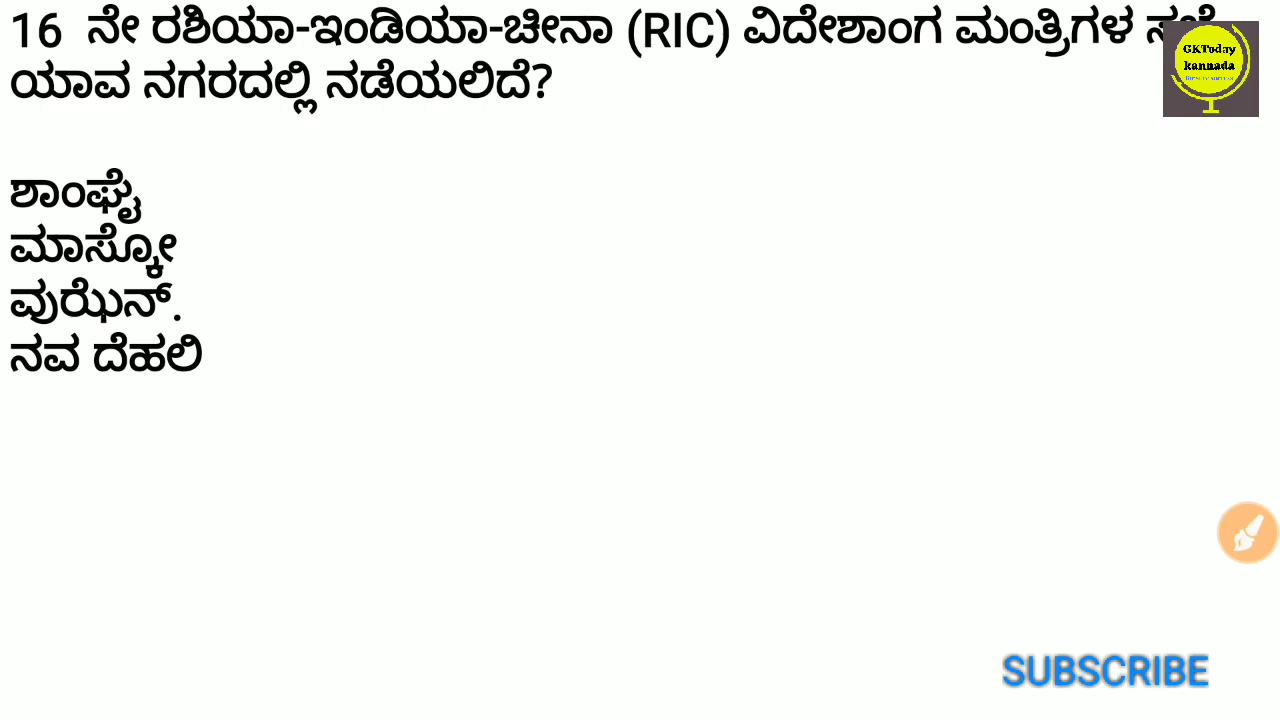 16 ನೇ ರಶಿಯಾ-ಇಂಡಿಯಾ-ಚೀನಾ (RIC) ವಿದೇಶಾಂಗ ಮಂತ್ರಿಗಳ
ಯಾವ ನಗರದಲ್ಲಿ ನಡೆಯಲಿದೆ?
ಶಾಂಘೈ
ಮಾಸ್ಕೋ
ವುಝೆನ್.
ನವ ದೆಹಲಿ
GKToday
kannada
SUBSCRIBE